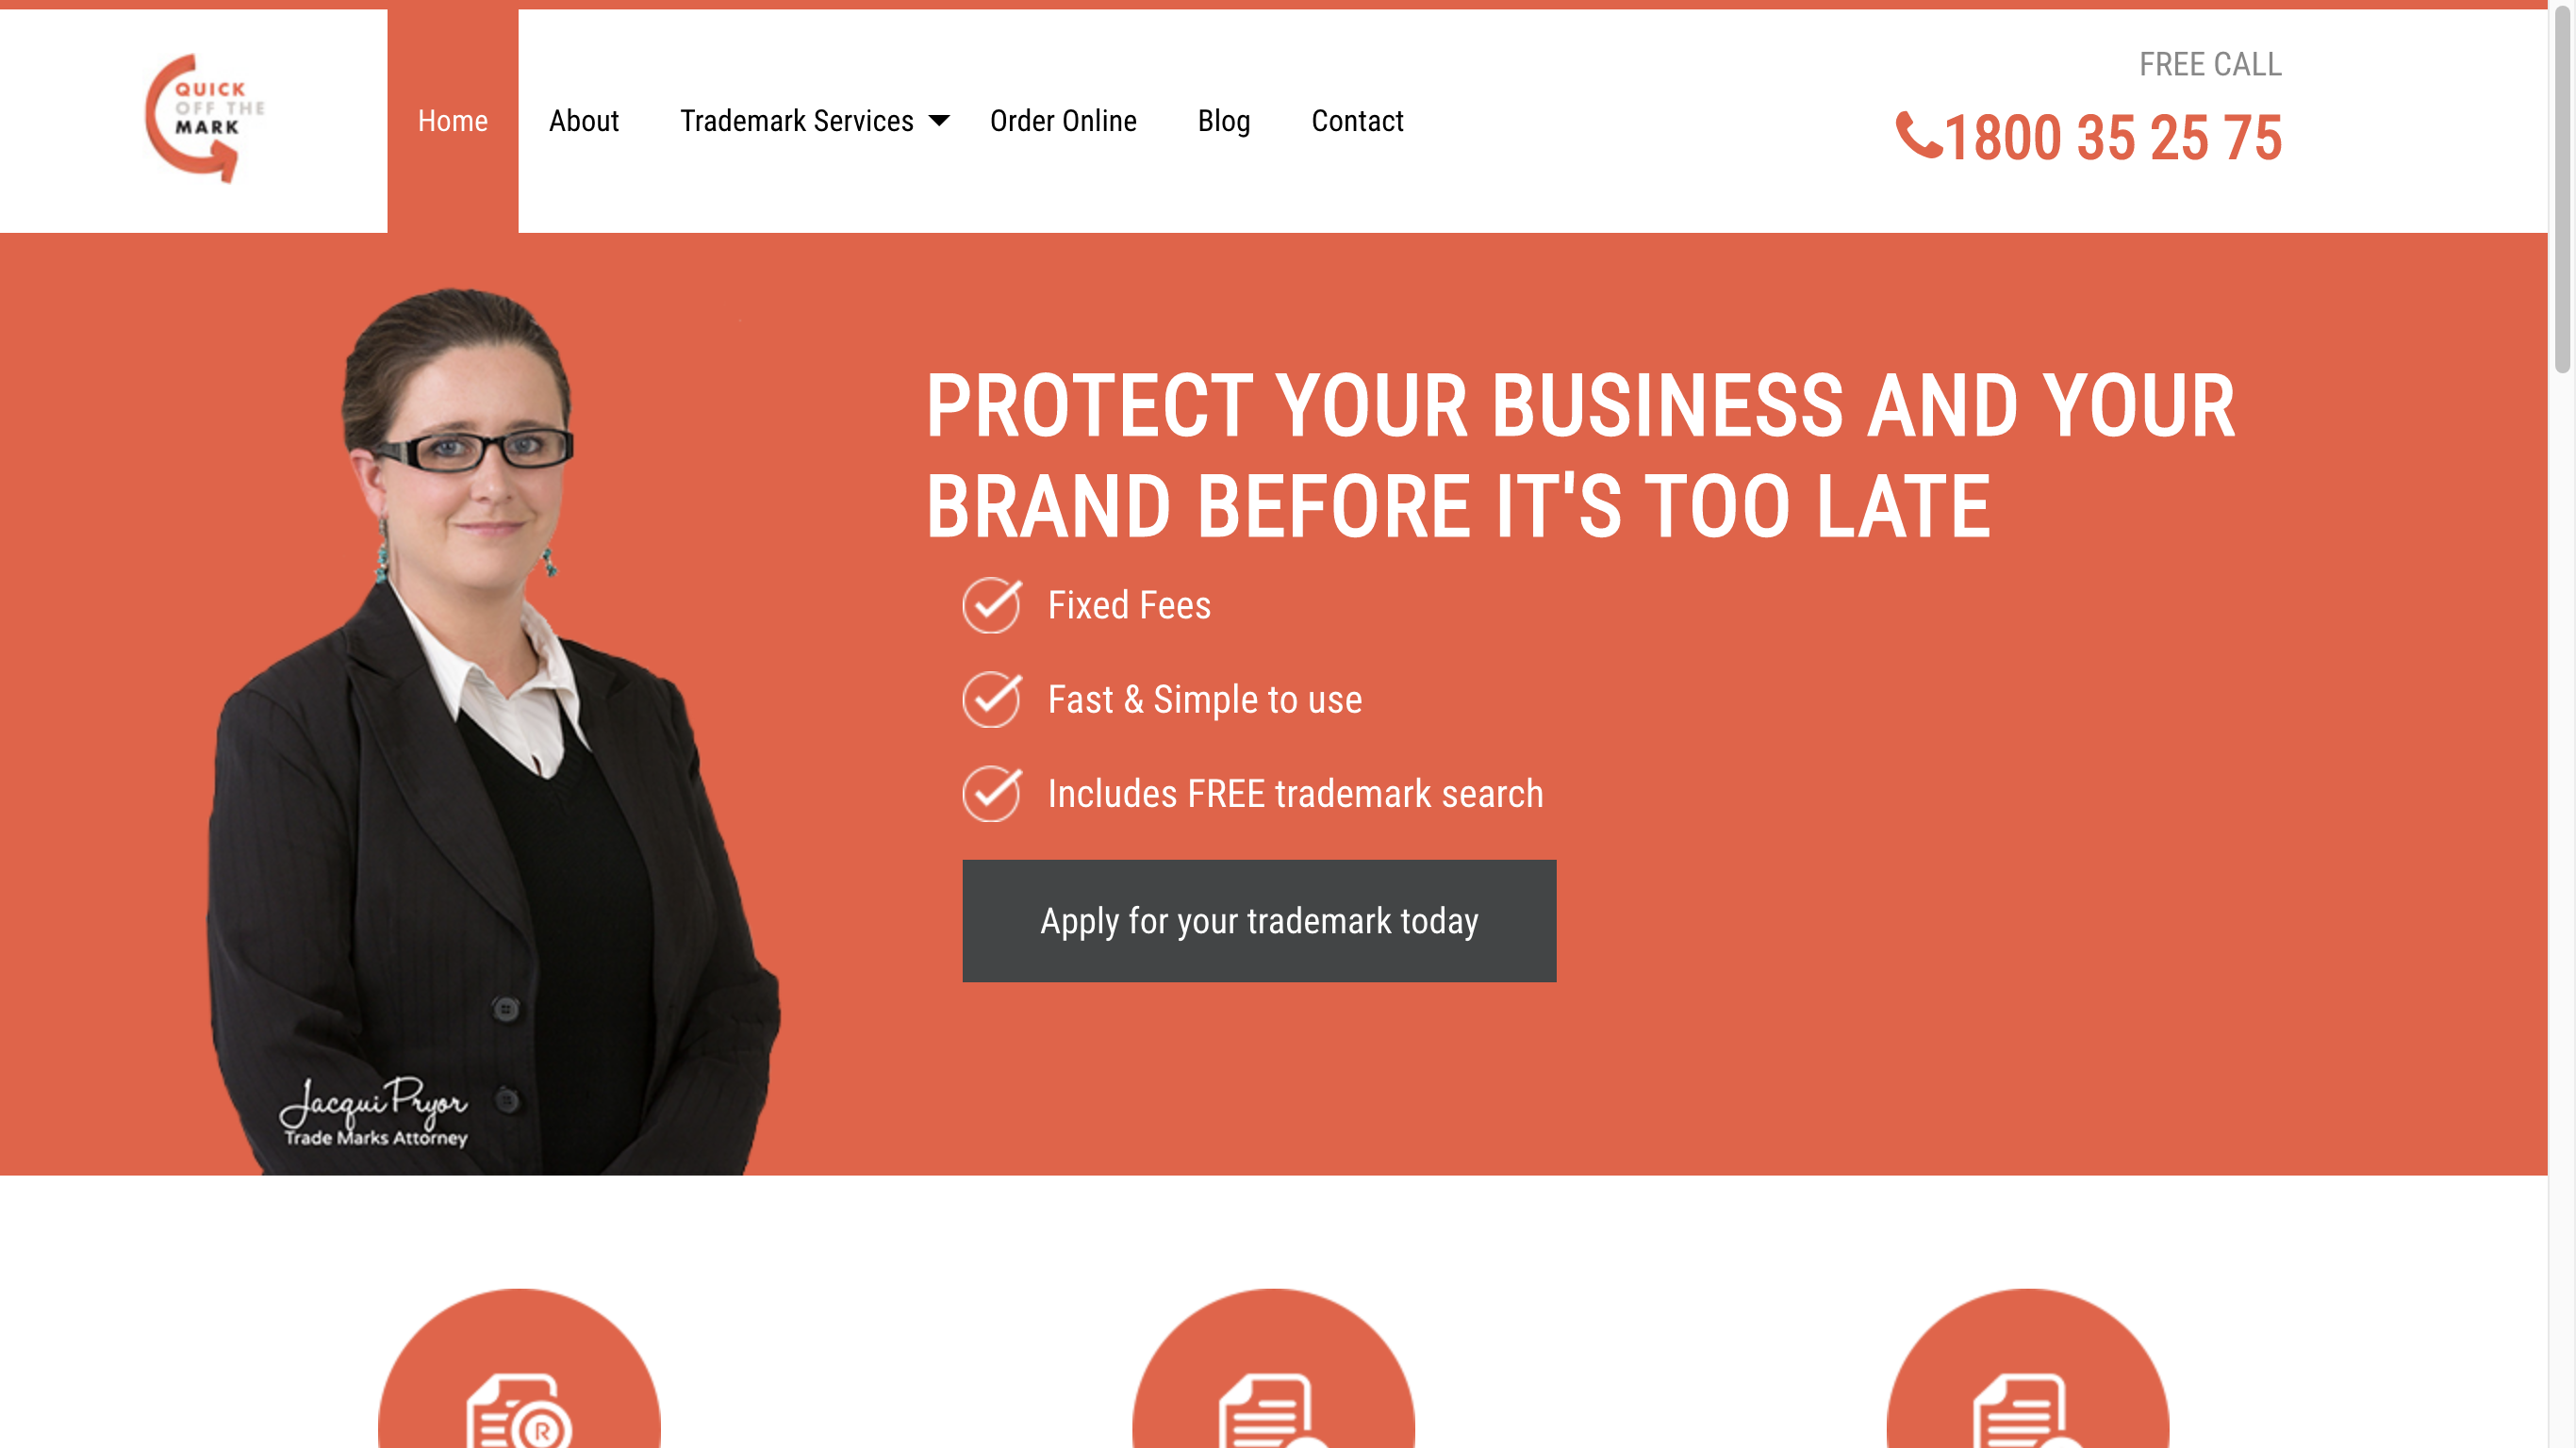 QUICK
OFF THE
MARK
Home
About
Trademark Services
Order Online
Blog
Contact
FREE CALL
1800 35 25 75
PROTECT YOUR BUSINESS AND YOUR
BRAND BEFORE IT'S TOO LATE
Fixed Fees
Fast & Simple to use
Includes FREE trademark search
Apply for your trademark today
Jacqui Pryor
Trade Marks Attorney
R